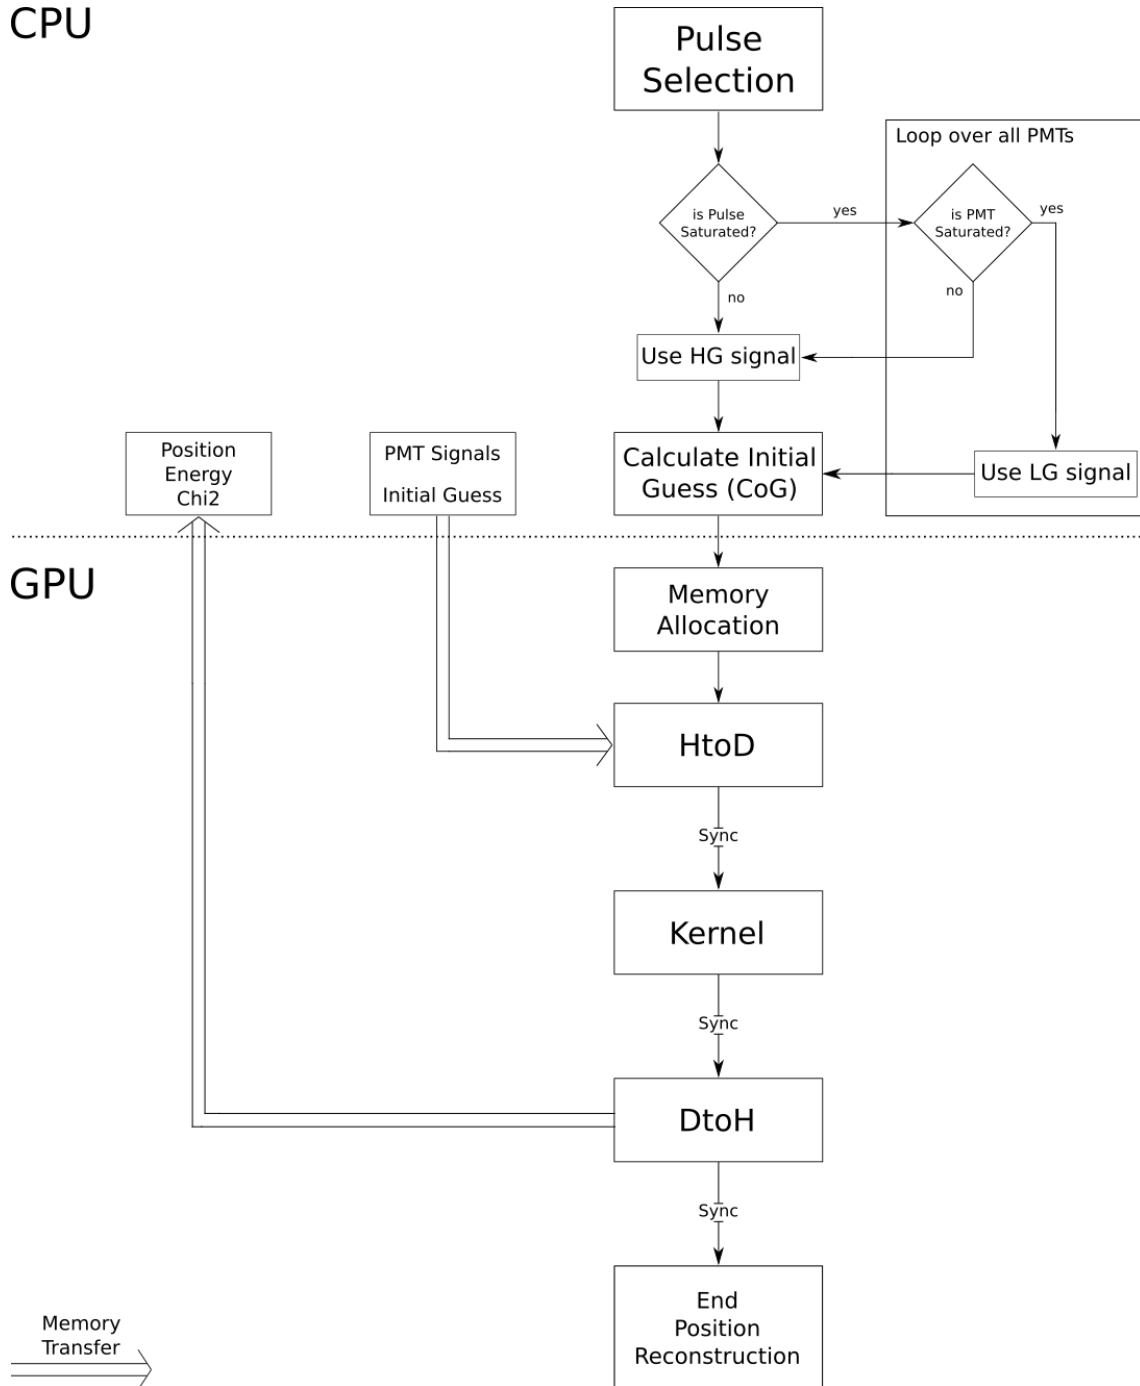 CPU
Pulse
Selection
Loop over all PMTs
is Pulse
Saturated?
yes
is PMT
Saturated?
yes
no
no
Use HG signal
Position
Energy
Chi2
PMT Signals
Initial Guess
Calculate Initial
Guess (CoG)
Use LG signal
GPU
Memory
Allocation
HtoD
Sync
Kernel
Sync
DtoH
Sync
End
Position
Reconstruction
Memory
Transfer